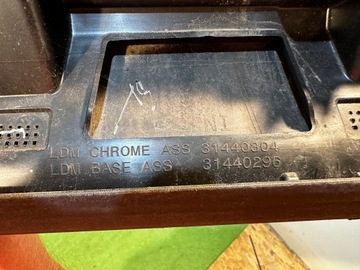 LDM CHROME ASS 31440304
LDM BASE ASS 31440296